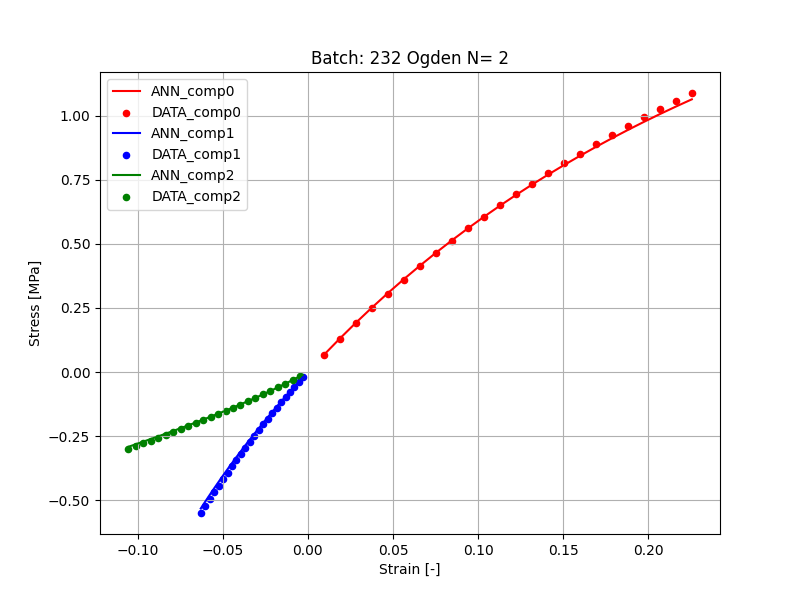 Batch: 232 Ogden N= 2
ANN_comp0
DATA_comp0
ANN_comp1
DATA_comp1
ANN_comp2
DATA_comp2
1.00
0.75
0.50
0.25
0.00
−0.25
−0.50
Stress [MPa]
−0.10 −0.05 0.00 0.05 0.10 0.15 0.20
Strain [-]